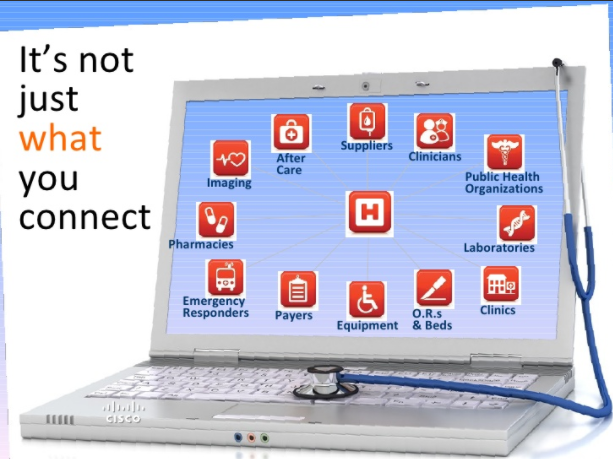 It's not
just
what
you
connect
Suppliers
After
Care
Clinicians
Imaging
Public Health
Organizations
H
Pharmacies
Laboratories
Emergency
Responders
Payers
Equipment
O.R.s
& Beds
Clinics
CISCO